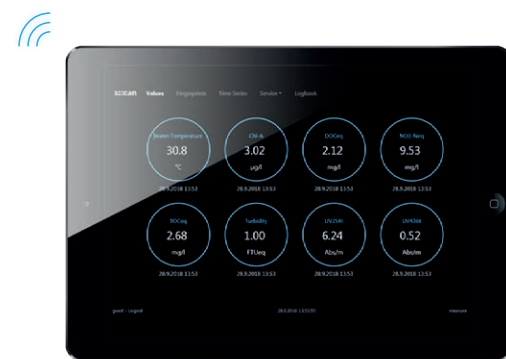 s::can Values Fingerprints Time Series Service Logbook
Water Temperature Chl-A DOCeq NO3-Neq
30.8 3.02 2.12 9.53
°C µg/l mg/l mg/l
28.9.2018 13:53 28.9.2018 13:53 28.9.2018 13:53 28.9.2018 13:53
TOCeq Turbidity UV254t UV436t
2.68 1.00 6.24 0.52
mg/l FTUeq Abs/m Abs/m
28.9.2018 13:53 28.9.2018 13:53 28.9.2018 13:53 28.9.2018 13:53
guest - Logout measure